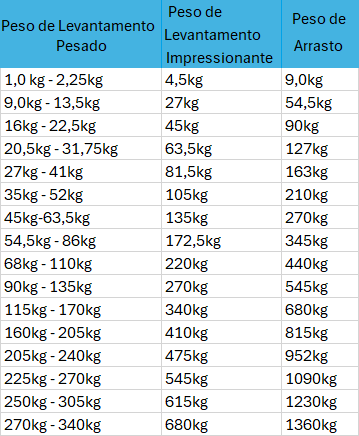 Peso de Levantamento Pesado	Peso de Levantamento Impressionante	Peso de Arrasto
1,0 kg - 2,25kg	4,5kg	9,0kg
9,0kg - 13,5kg	27kg	54,5kg
16kg - 22,5kg	45kg	90kg
20,5kg - 31,75kg	63,5kg	127kg
27kg - 41kg	81,5kg	163kg
35kg - 52kg	105kg	210kg
45kg-63,5kg	135kg	270kg
54,5kg - 86kg	172,5kg	345kg
68kg - 110kg	220kg	440kg
90kg - 135kg	270kg	545kg
115kg - 170kg	340kg	680kg
160kg - 205kg	410kg	815kg
205kg - 240kg	475kg	952kg
225kg - 270kg	545kg	1090kg
250kg - 305kg	615kg	1230kg
270kg - 340kg	680kg	1360kg